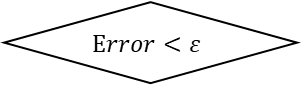 Error < ε